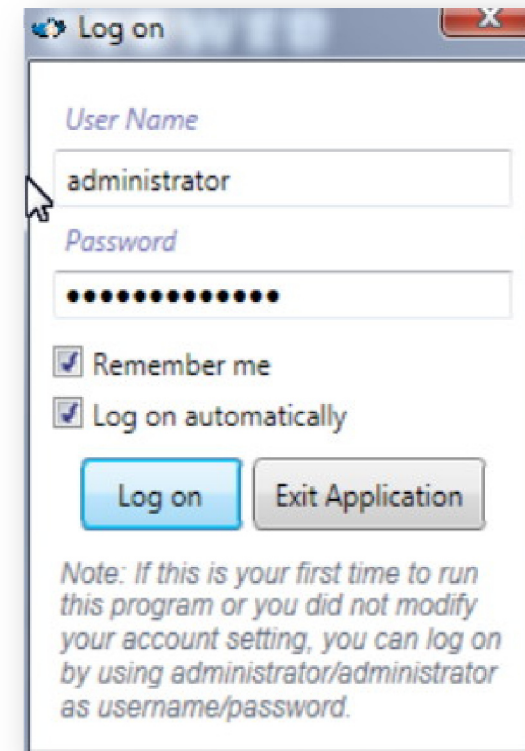 Log on
User Name
administrator
Password
•••••••••••••
Remember me
Log on automatically
Log on Exit Application
Note: If this is your first time to run
this program or you did not modify
your account setting, you can log on
by using administrator/administrator
as username/password.